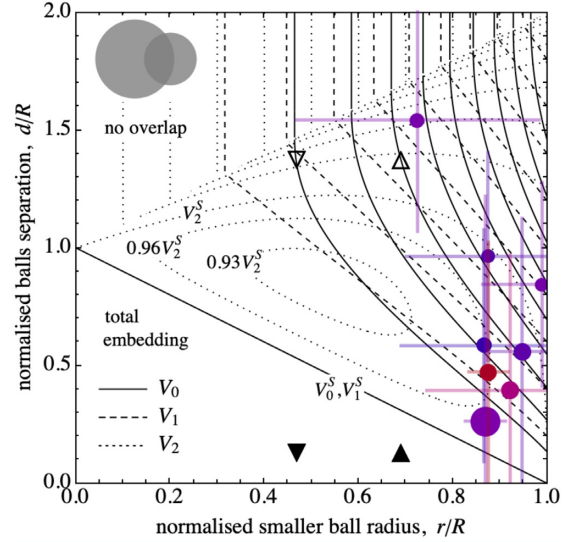 2.0
1.5
1.0
0.5
0.0
normalised balls separation, d/R
no overlap
V₂ˢ
0.96V₂ˢ
0.93V₂ˢ
total
embedding
V₀ˢ,V₁ˢ
V₀
V₁
V₂
0.0 0.2 0.4 0.6 0.8 1.0
normalised smaller ball radius, r/R